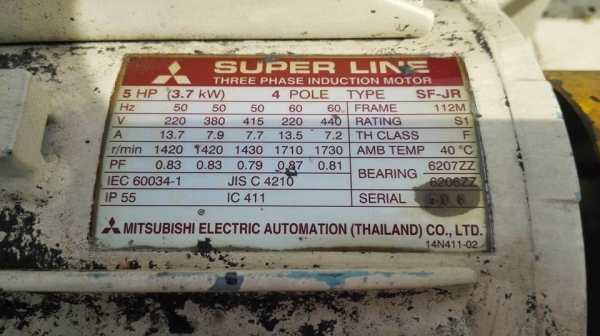 SUPER LINE
THREE PHASE INDUCTION MOTOR
5 HP (3.7 kW) 4 POLE TYPE SF-JR
Hz 50 50 50 60 60 FRAME 112M
V 220 380 415 220 440 RATING S1
A 13.7 7.9 7.7 13.5 7.2 TH CLASS F
r/min 1420 1420 1430 1710 1730 AMB TEMP 40 °C
PF 0.83 0.83 0.79 0.87 0.81 BEARING 6207ZZ
6206ZZ
IEC 60034-1 JIS C 4210
IP 55 IC 411 SERIAL
MITSUBISHI ELECTRIC AUTOMATION (THAILAND) CO., LTD.
14N411-02